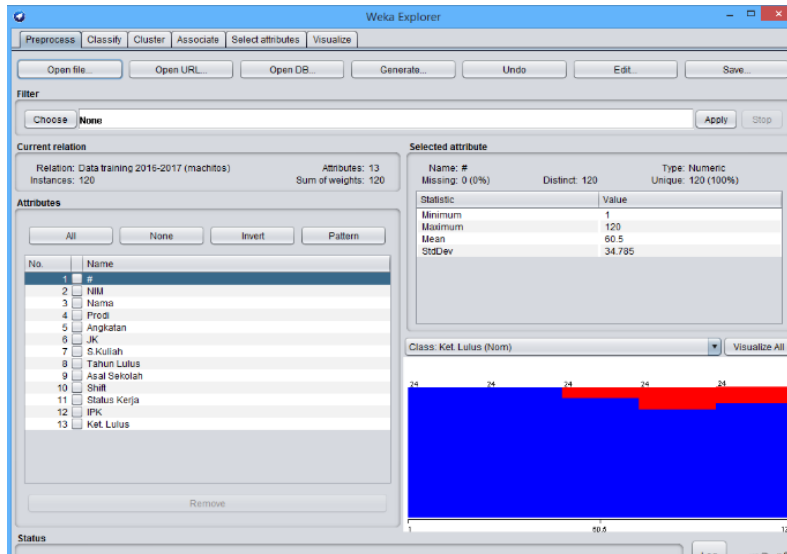 Weka Explorer
Preprocess Classify Cluster Associate Select attributes Visualize
Open file... Open URL... Open DB... Generate... Undo Edit... Save...
Filter
Choose None Apply Stop
Current relation
Relation: Data training 2016-2017 (machitos) Attributes: 13
Instances: 120 Sum of weights: 120
Attributes
All None Invert Pattern
No. Name
1 #
2 NIM
3 Nama
4 Prodi
5 Angkatan
6 JK
7 S.Kuliah
8 Tahun Lulus
9 Asal Sekolah
10 Shift
11 Status Kerja
12 IPK
13 Ket. Lulus
Remove
Selected attribute
Name: # Type: Numeric
Missing: 0 (0%) Distinct: 120 Unique: 120 (100%)
Statistic Value
Minimum 1
Maximum 120
Mean 60.5
StdDev 34.785
Class: Ket. Lulus (Nom) Visualize All
24 24 24 24 24
1 60.5
Status